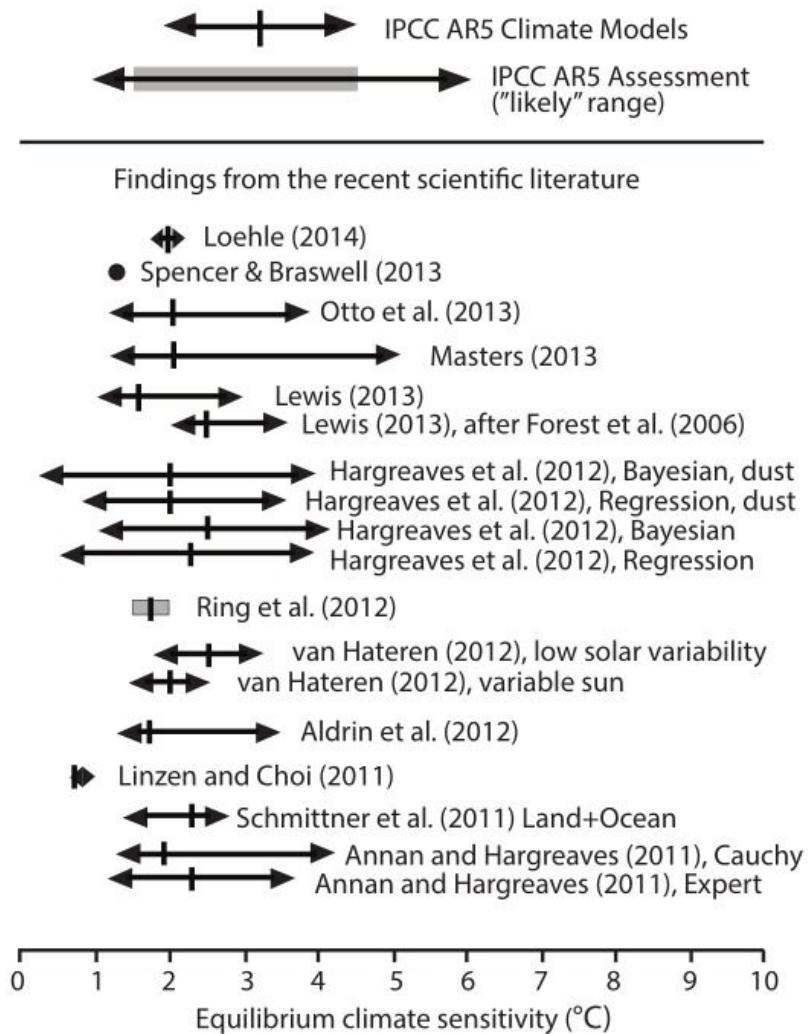 IPCC AR5 Climate Models
IPCC AR5 Assessment
("likely" range)
Findings from the recent scientific literature
Loehle (2014)
Spencer & Braswell (2013
Otto et al. (2013)
Masters (2013
Lewis (2013)
Lewis (2013), after Forest et al. (2006)
Hargreaves et al. (2012), Bayesian, dust
Hargreaves et al. (2012), Regression, dust
Hargreaves et al. (2012), Bayesian
Hargreaves et al. (2012), Regression
Ring et al. (2012)
van Hateren (2012), low solar variability
van Hateren (2012), variable sun
Aldrin et al. (2012)
Linzen and Choi (2011)
Schmittner et al. (2011) Land+Ocean
Annan and Hargreaves (2011), Cauchy
Annan and Hargreaves (2011), Expert
0 1 2 3 4 5 6 7 8 9 10
Equilibrium climate sensitivity (°C)